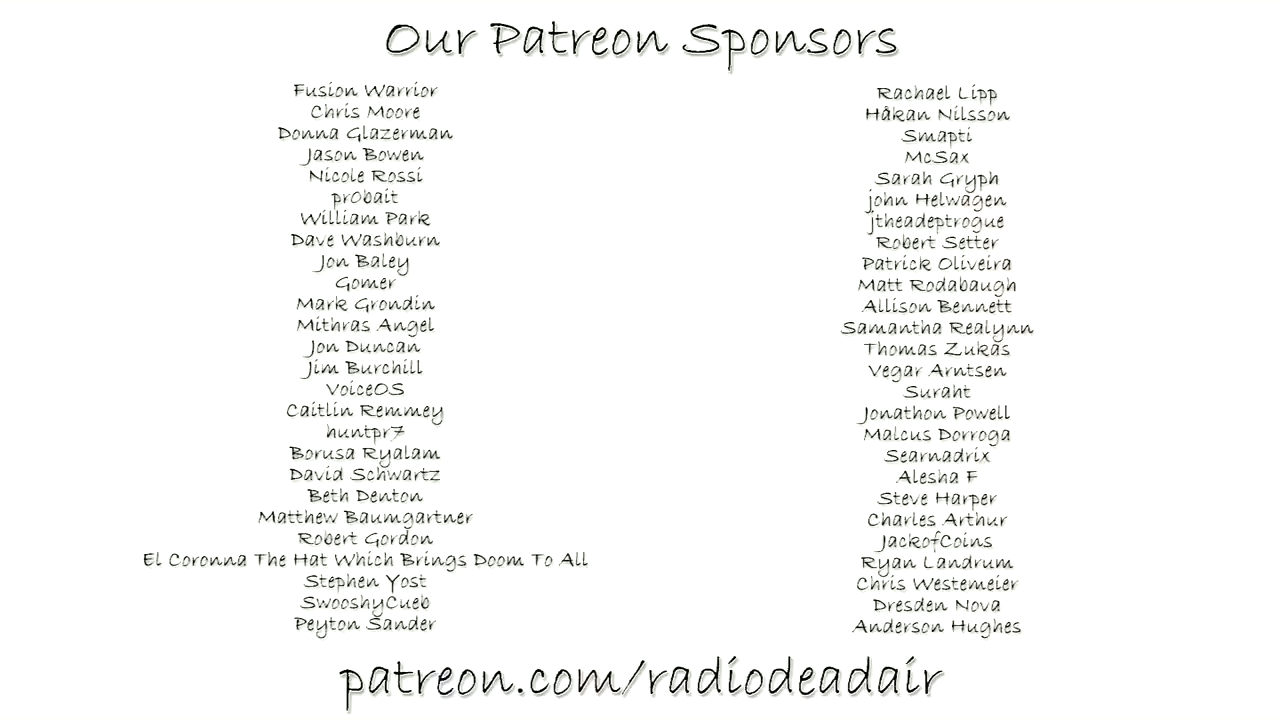 Our Patreon Sponsors
Fusion Warrior
Chris Moore
Donna Glazerman
Jason Bowen
Nicole Rossi
pr0bait
William Park
Dave Washburn
Jon Baley
Gomer
Mark Grondin
Mithras Angel
Jon Duncan
Jim Burchill
VoiceOS
Caitlin Remmey
huntpr7
Borusa Ryalam
David Schwartz
Beth Denton
Matthew Baumgartner
Robert Gordon
El Coronna The Hat Which Brings Doom To All
Stephen Yost
SwooshyCueb
Peyton Sander
Rachael Lipp
Håkan Nilsson
Smapti
McSax
Sarah Gryph
john Helwagen
jtheadeptrogue
Robert Setter
Patrick Oliveira
Matt Rodabaugh
Allison Bennett
Samantha Realynn
Thomas Zukas
Vegar Arntsen
Suraht
Jonathon Powell
Malcus Dorroga
Searnadrix
Alesha F
Steve Harper
Charles Arthur
JackofCoins
Ryan Landrum
Chris Westemeier
Dresden Nova
Anderson Hughes
patreon.com/radiodeadair